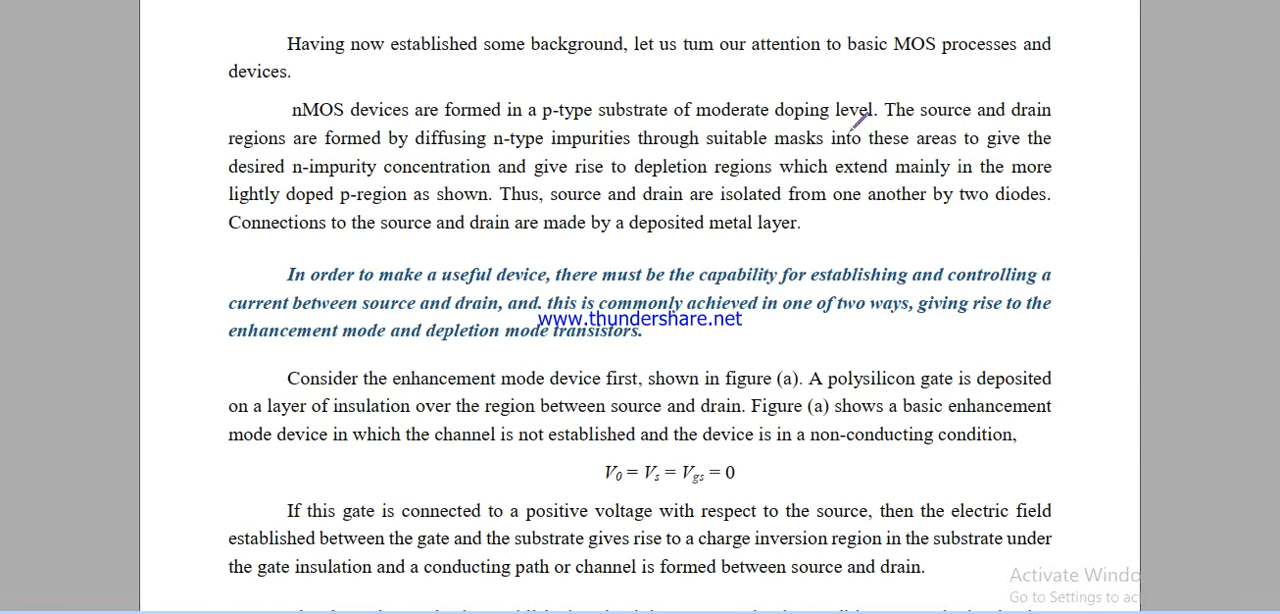 Having now established some background, let us tum our attention to basic MOS processes and
devices.
nMOS devices are formed in a p-type substrate of moderate doping level. The source and drain
regions are formed by diffusing n-type impurities through suitable masks into these areas to give the
desired n-impurity concentration and give rise to depletion regions which extend mainly in the more
lightly doped p-region as shown. Thus, source and drain are isolated from one another by two diodes.
Connections to the source and drain are made by a deposited metal layer.
In order to make a useful device, there must be the capability for establishing and controlling a
current between source and drain, and. this is commonly achieved in one of two ways, giving rise to the
www.thundershare.net
enhancement mode and depletion mode transistors.
Consider the enhancement mode device first, shown in figure (a). A polysilicon gate is deposited
on a layer of insulation over the region between source and drain. Figure (a) shows a basic enhancement
mode device in which the channel is not established and the device is in a non-conducting condition,
V₀ = Vs = Vgs = 0
If this gate is connected to a positive voltage with respect to the source, then the electric field
established between the gate and the substrate gives rise to a charge inversion region in the substrate under
the gate insulation and a conducting path or channel is formed between source and drain.
Activate Windo
Go to Settings to ac